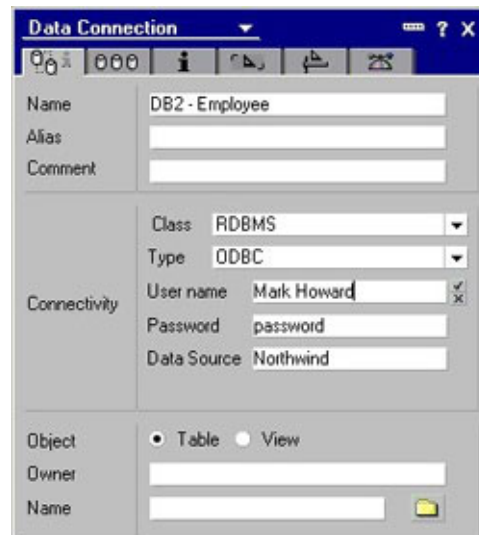 Data Connection ? X
i
Name DB2 - Employee
Alias
Comment
Class RDBMS
Type ODBC
User name Mark Howard
Connectivity
Password password
Data Source Northwind
Object Table View
Owner
Name